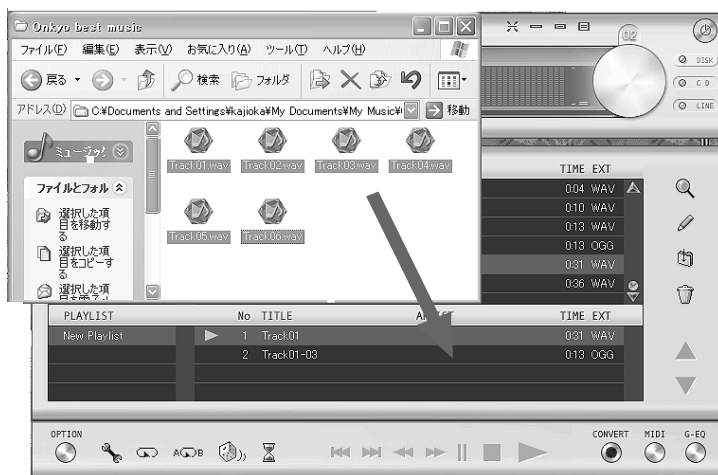 Onkyo best music
ファイル(F) 編集(E) 表示(V) お気に入り(A) ツール(T) ヘルプ(H)
戻る 検索 フォルダ
アドレス(D) C:¥Documents and Settings¥kajioka¥My Documents¥My Music¥ 移動
02
DISK
CD
LINE
ファイルとフォル
選択した項
目を移動す
る
選択した項
目をコピーす
る
選択した項
Track01.wav Track02.wav Track03.wav Track04.wav
Track05.wav Track06.wav
TIME EXT
0:04 WAV
0:10 WAV
0:13 WAV
0:13 OGG
0:31 WAV
0:36 WAV
PLAYLIST No TITLE TIME EXT
New Playlist 1 Track01 0:31 WAV
2 Track01-03 0:13 OGG
OPTION A B CONVERT MIDI G-EQ